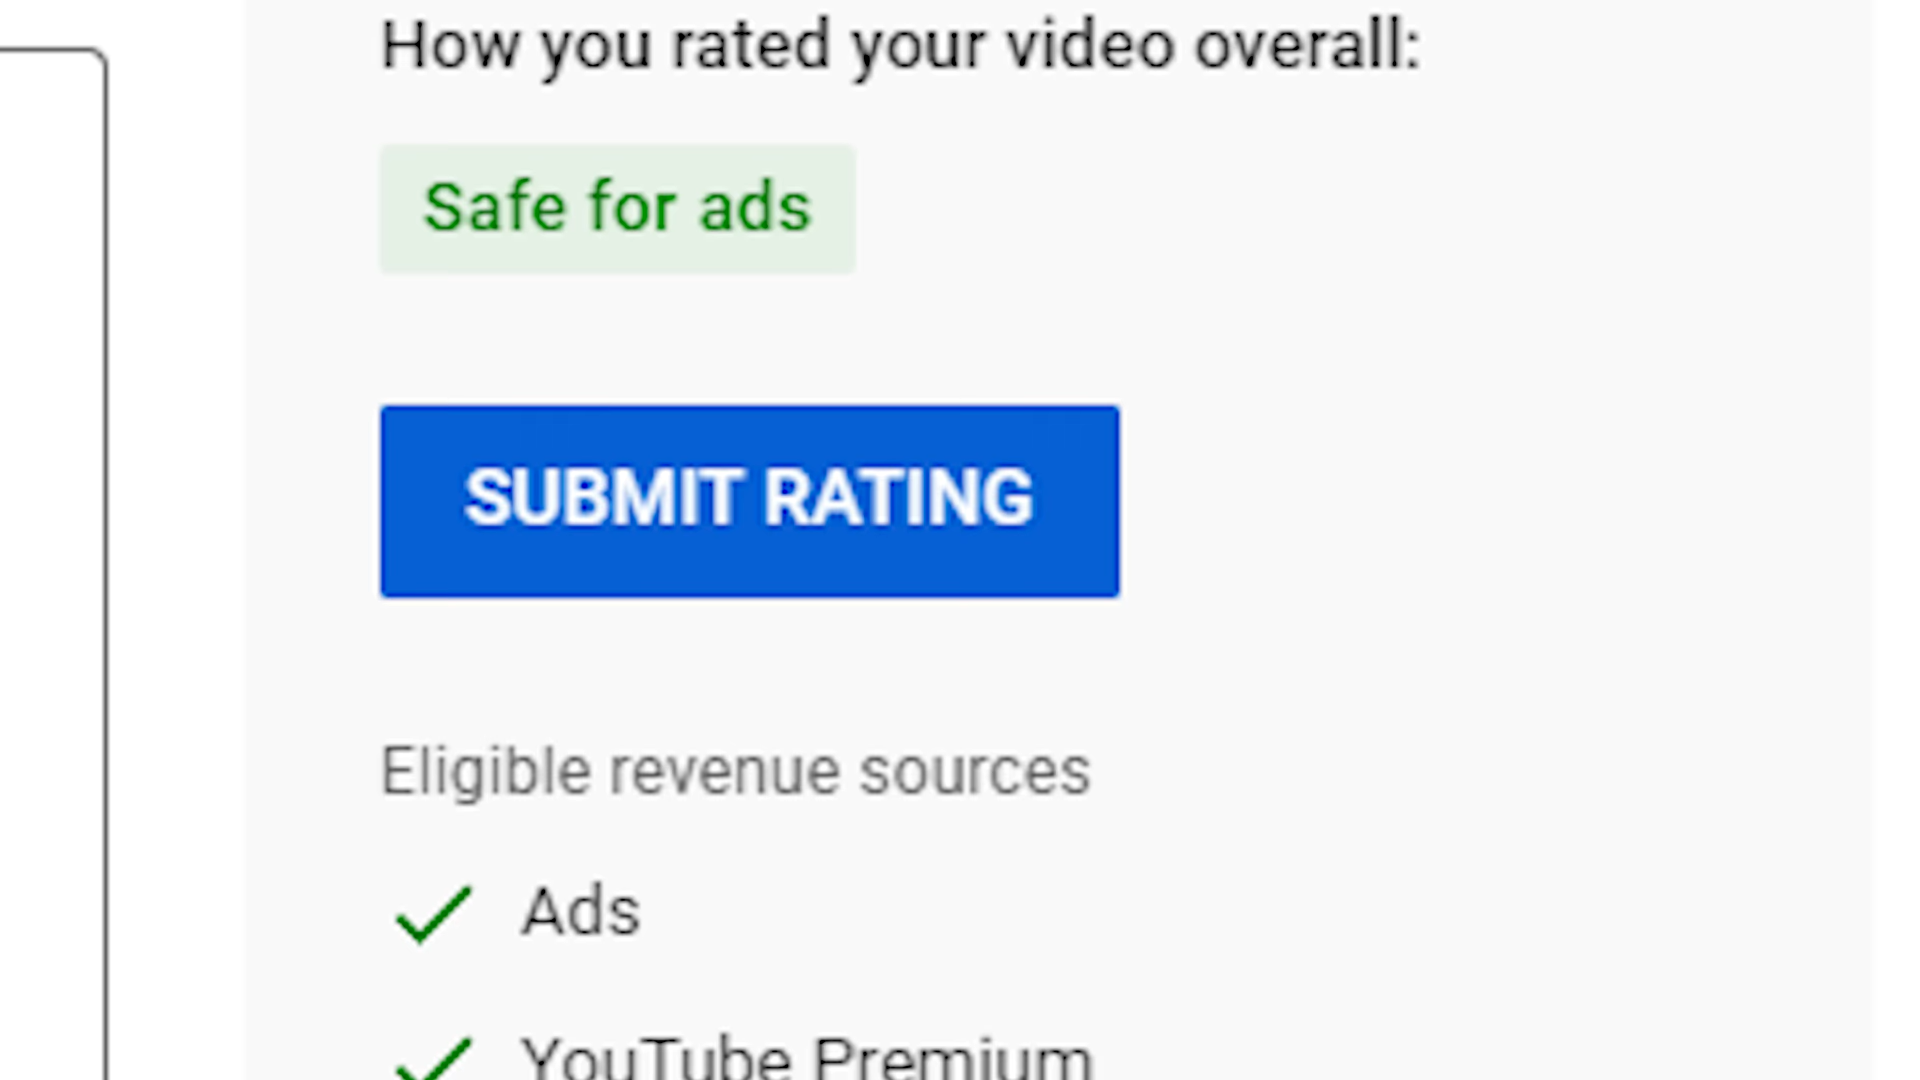 How you rated your video overall:
Safe for ads
SUBMIT RATING
Eligible revenue sources
Ads
YouTube Premium